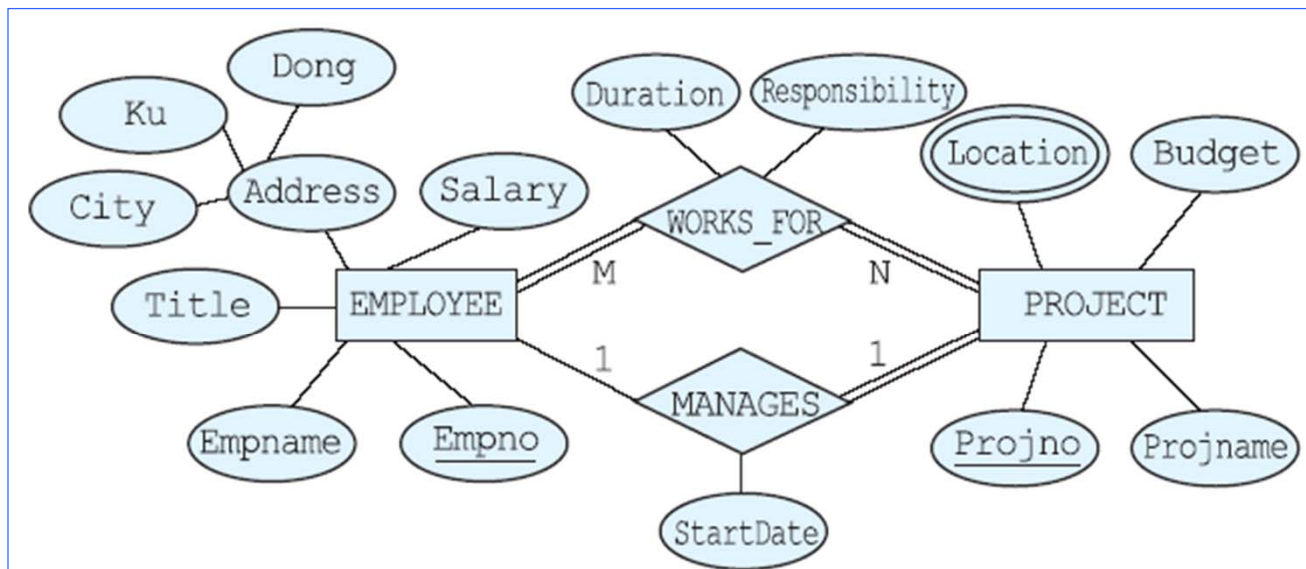 Dong
Ku
Duration
Responsibility
Location
Budget
Address
Salary
City
WORKS_FOR
M
N
Title
EMPLOYEE
PROJECT
1
1
MANAGES
Empname
Empno
Projno
Projname
StartDate